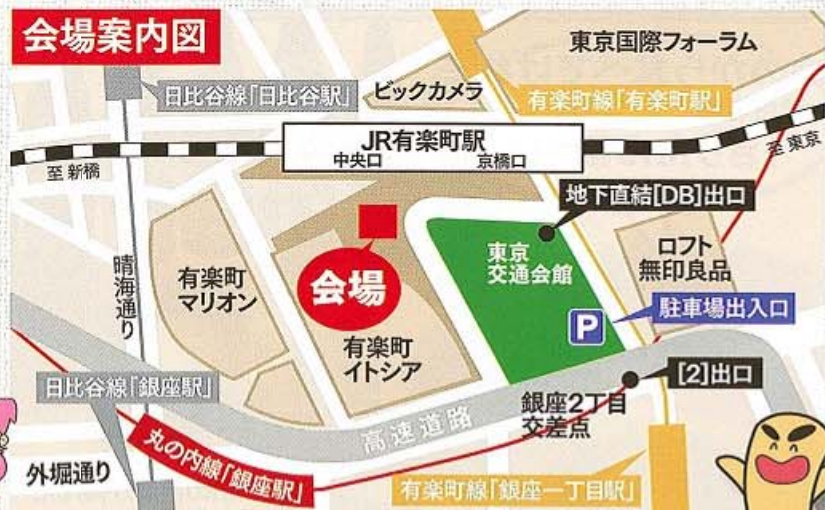 会場案内図
東京国際フォーラム
日比谷線「日比谷駅」
ビックカメラ
有楽町線「有楽町駅」
JR有楽町駅
中央口
京橋口
至 新橋
至 東京
地下直結[DB]出口
晴海通り
有楽町
マリオン
会場
東京
交通会館
ロフト
無印良品
駐車場出入口
P
有楽町
イトシア
[2]出口
日比谷線「銀座駅」
銀座2丁目
交差点
高速道路
丸の内線「銀座駅」
外堀通り
有楽町線「銀座一丁目駅」